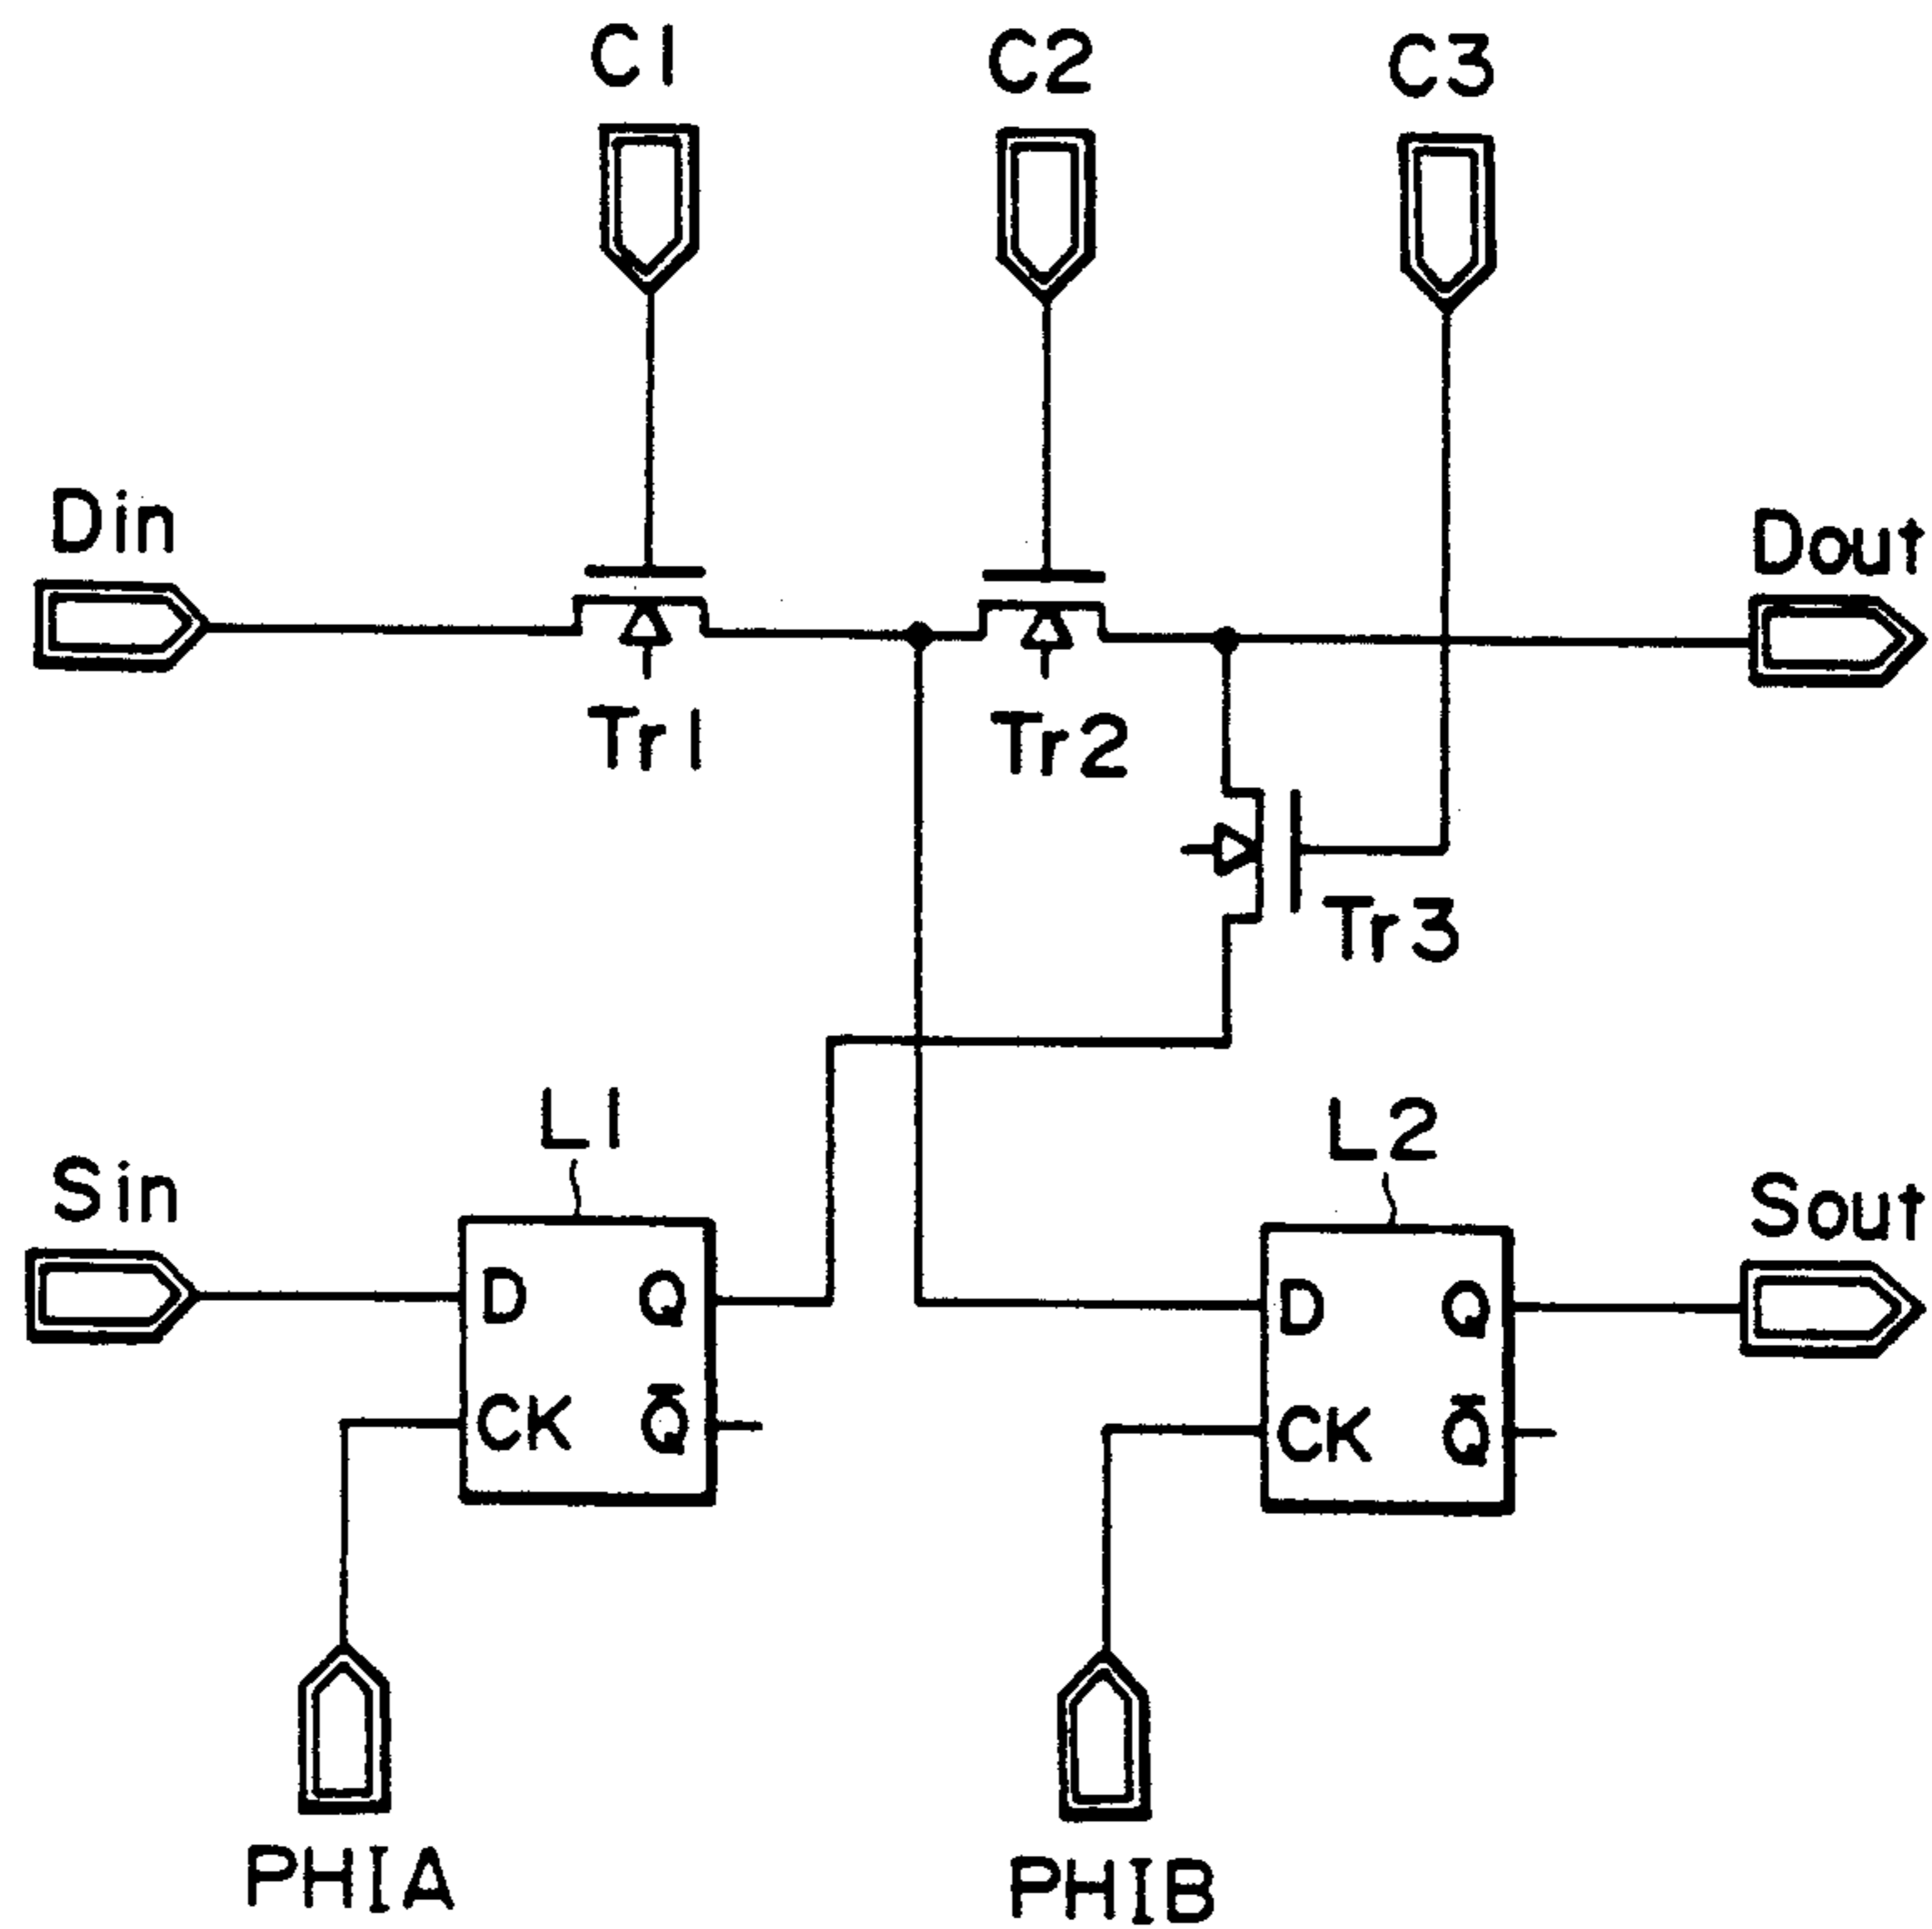 C1 C2 C3
Din Dout
Tr1 Tr2
Tr3
L1 L2
Sin Sout
D Q D Q
CK Q̅ CK Q̅
PHIA PHIB